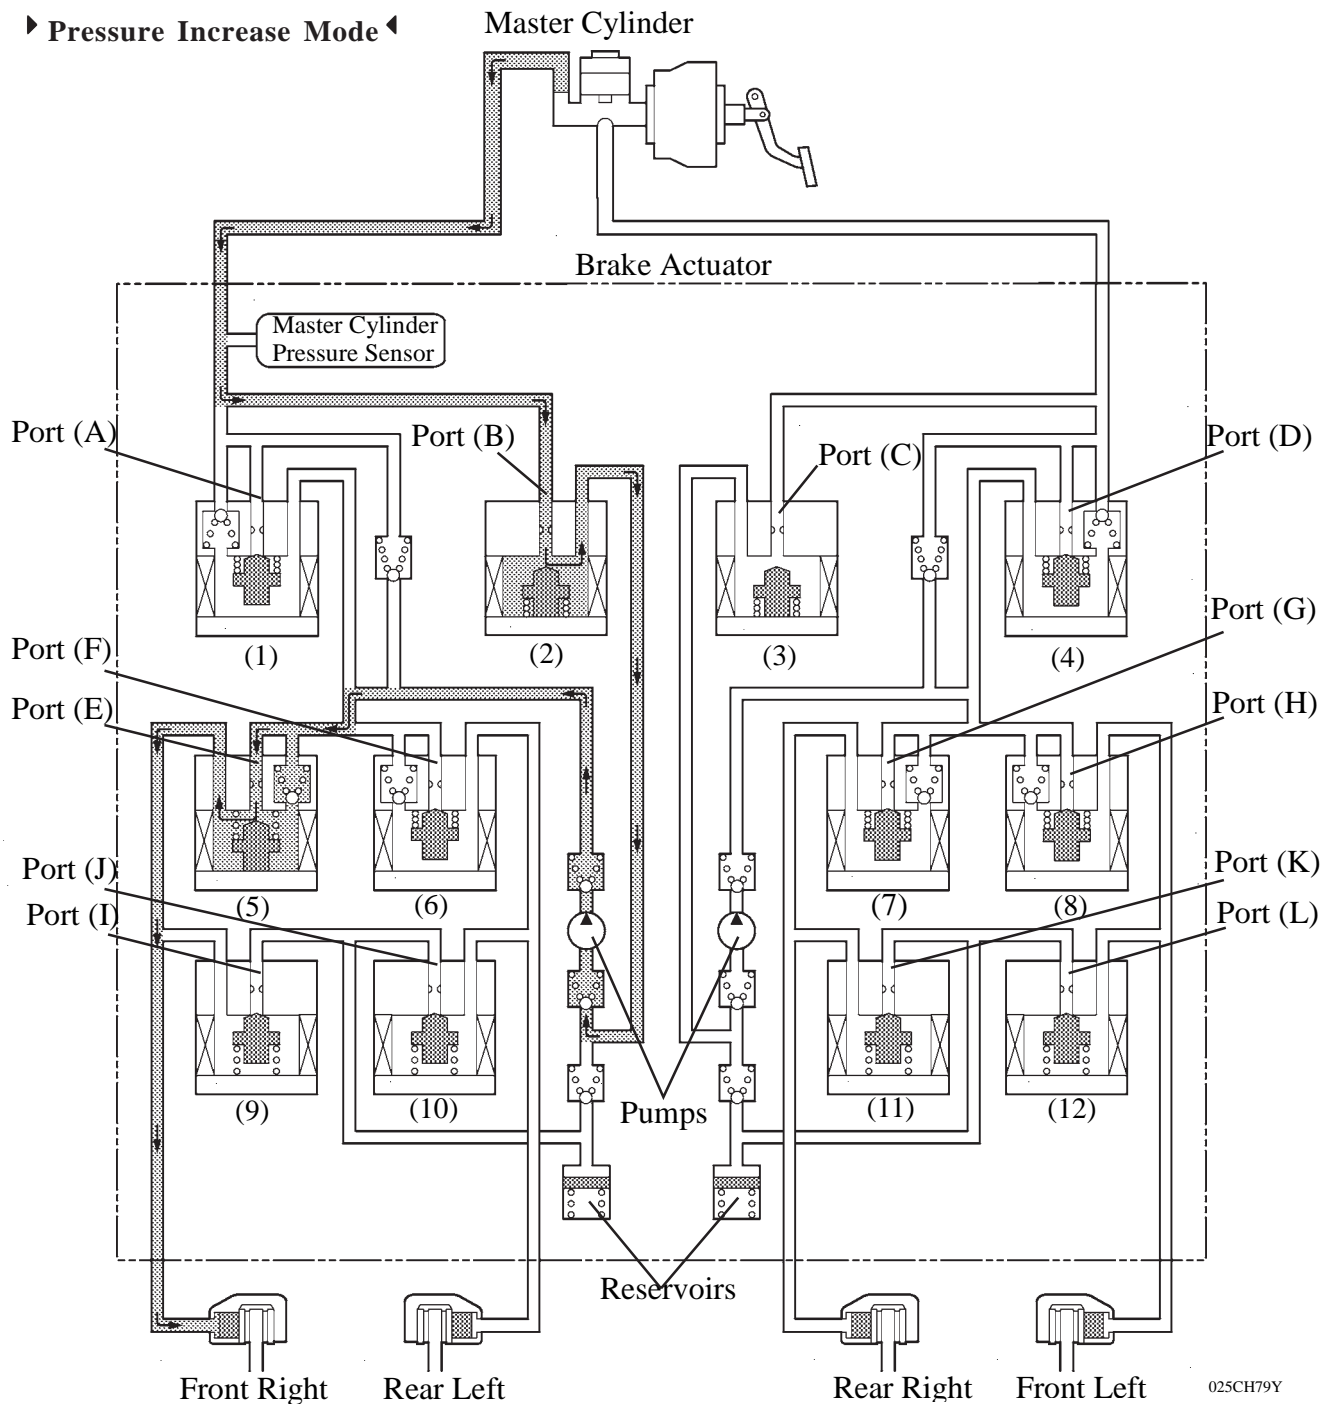 Pressure Increase Mode
Master Cylinder
Brake Actuator
Master Cylinder
Pressure Sensor
Port (A)
Port (B)
Port (C)
Port (D)
(1)
(2)
(3)
(4)
Port (G)
Port (F)
Port (E)
Port (H)
(5)
(6)
(7)
(8)
Port (J)
Port (I)
Port (K)
Port (L)
(9)
(10)
Pumps
(11)
(12)
Reservoirs
Front Right
Rear Left
Rear Right
Front Left
025CH79Y